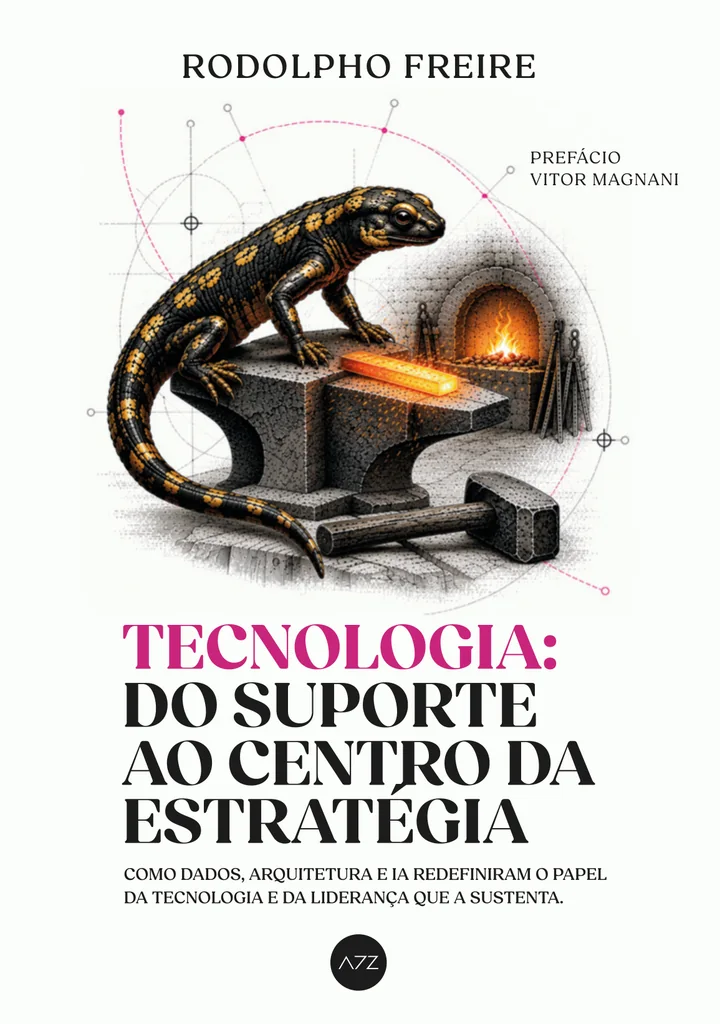 RODOLPHO FREIRE
PREFÁCIO
VITOR MAGNANI
TECNOLOGIA:
DO SUPORTE
AO CENTRO DA
ESTRATÉGIA
COMO DADOS, ARQUITETURA E IA REDEFINIRAM O PAPEL
DA TECNOLOGIA E DA LIDERANÇA QUE A SUSTENTA.
A7Z